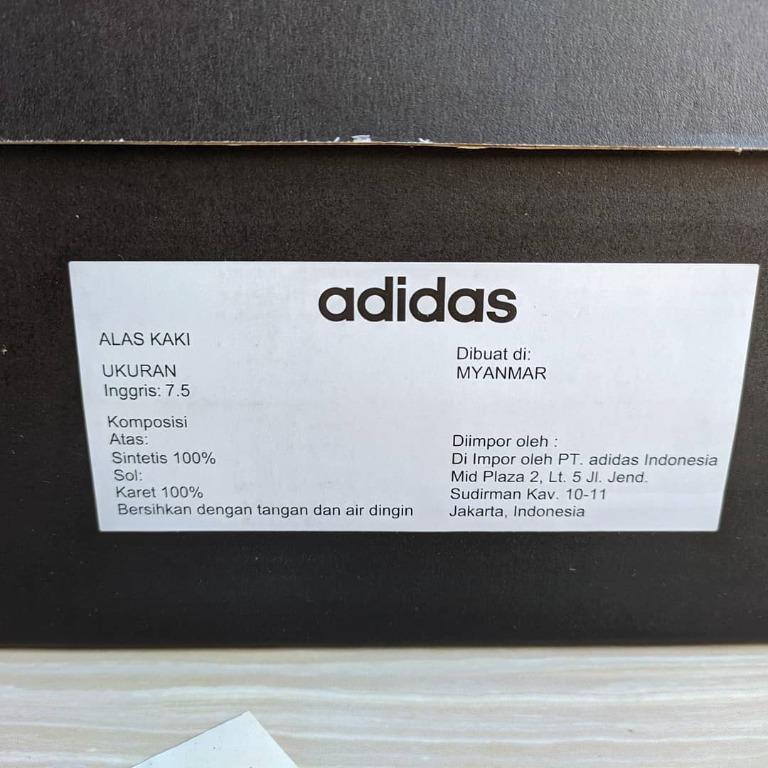 adidas
ALAS KAKI
UKURAN
Inggris: 7.5
Komposisi
Atas:
Sintetis 100%
Sol:
Karet 100%
Bersihkan dengan tangan dan air dingin
Dibuat di:
MYANMAR
Diimpor oleh :
Di Impor oleh PT. adidas Indonesia
Mid Plaza 2, Lt. 5 Jl. Jend.
Sudirman Kav. 10-11
Jakarta, Indonesia